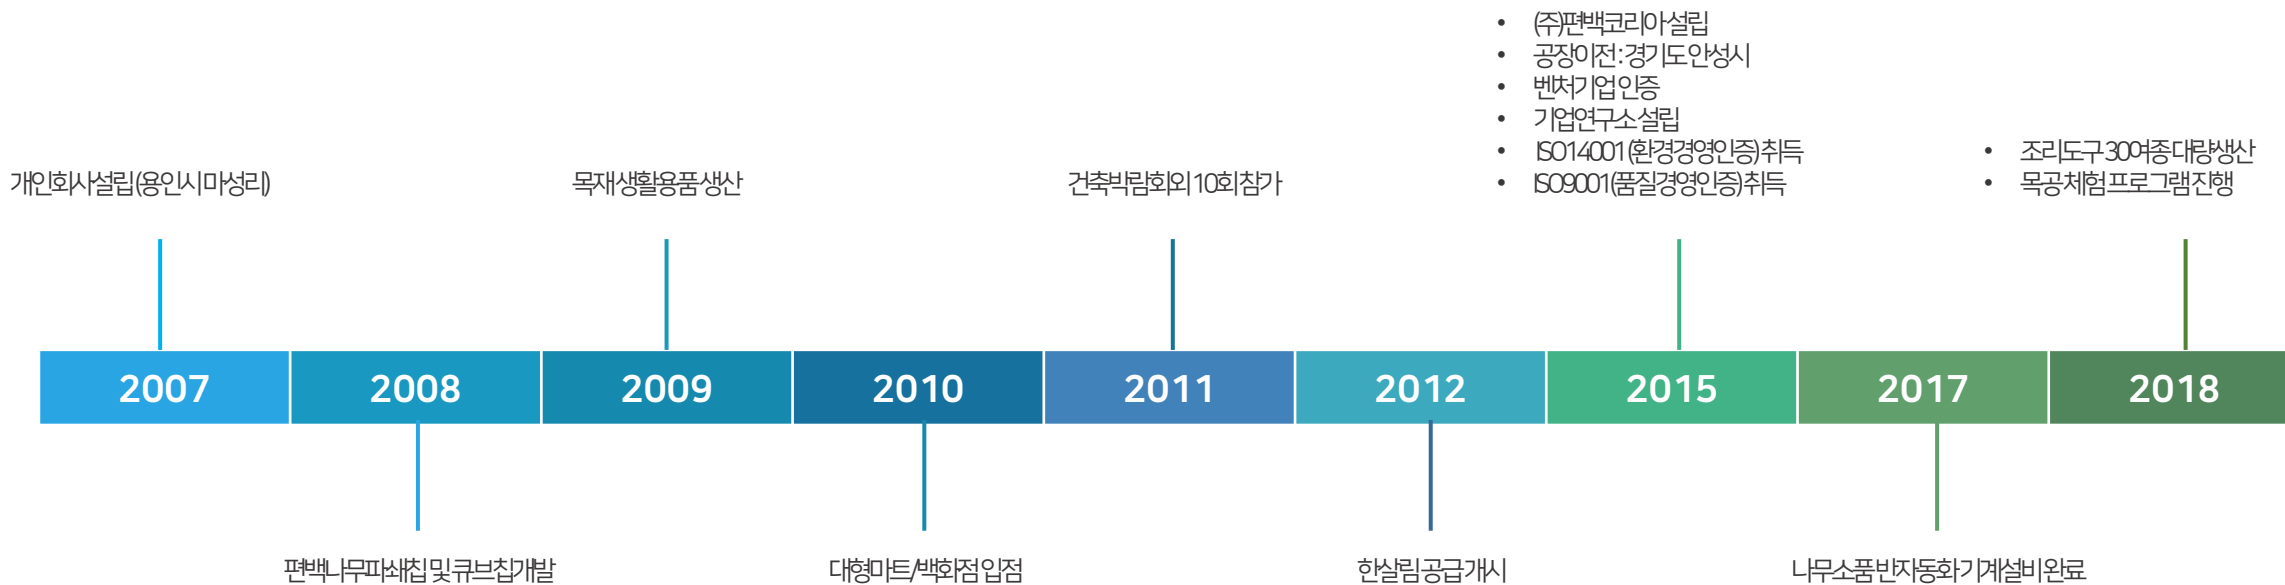 • (주)편백코리아 설립
• 공장이전 : 경기도 안성시
• 벤처기업 인증
• 기업연구소 설립
• ISO14001 (환경경영인증) 취득
• ISO9001 (품질경영인증) 취득
• 조리도구 30여종 대량생산
• 목공 체험 프로그램 진행
개인회사 설립 (용인시 마성리)
목재 생활용품 생산
건축박람회외 10회 참가
2007
2008
2009
2010
2011
2012
2015
2017
2018
편백나무파쇄칩 및 큐브칩개발
대형마트/백화점 입점
한살림 공급 개시
나무소품 반자동화 기계설비 완료